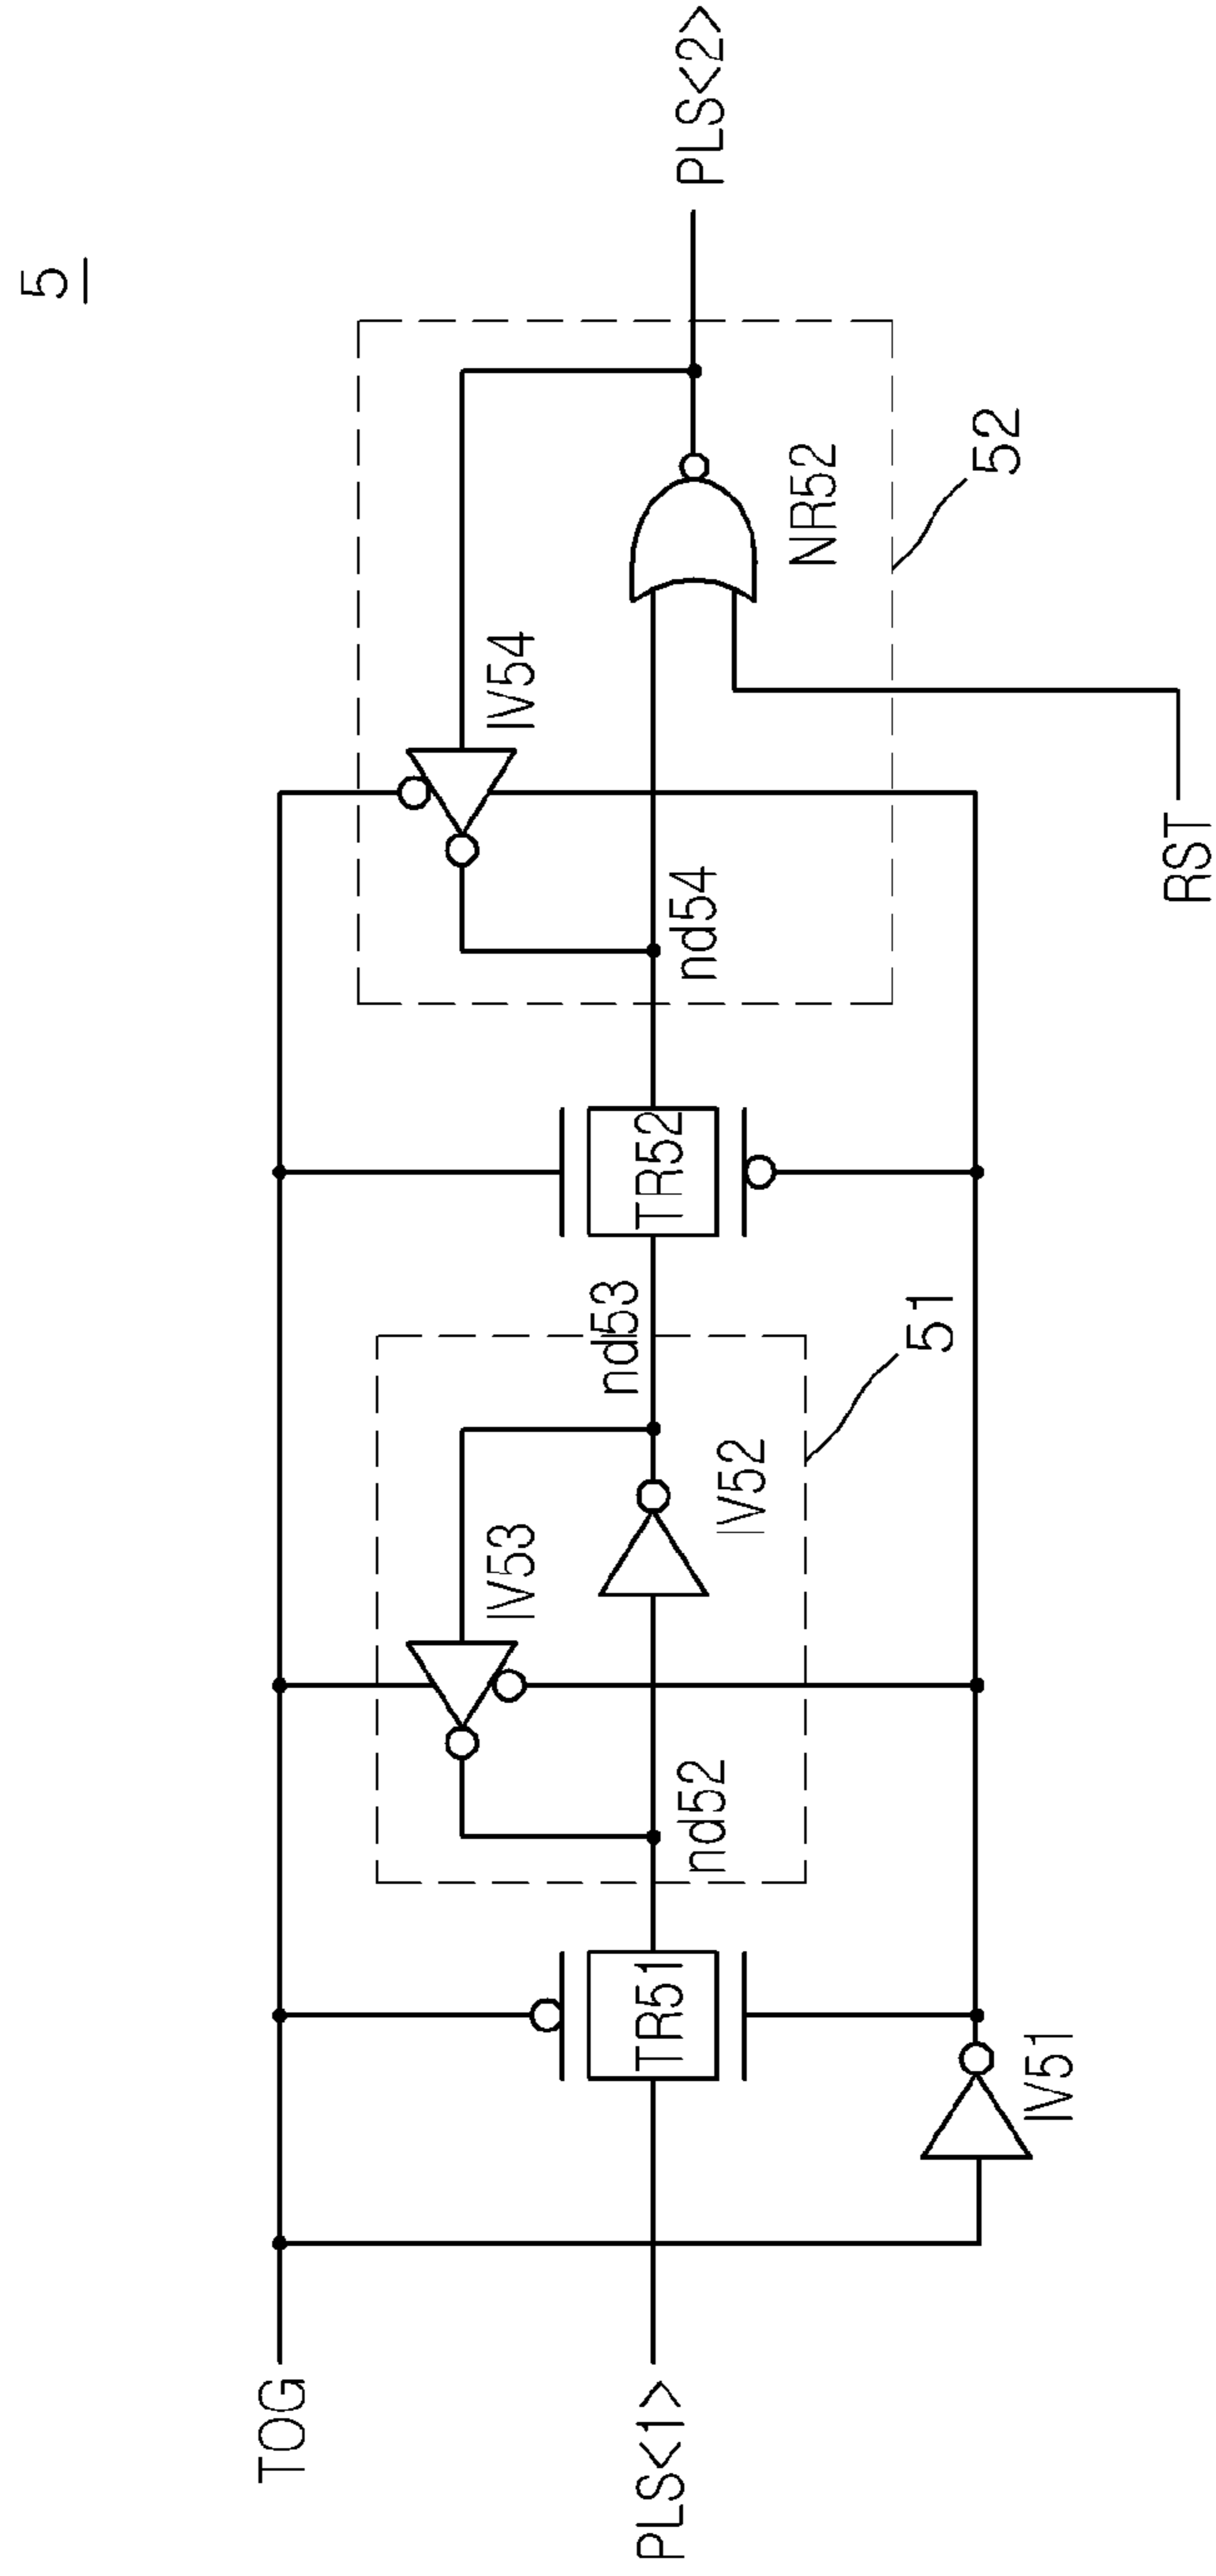 5
TOG
PLS<1>
IV51
TR51
nd52
IV53
IV52
51
nd53
TR52
nd54
IV54
NR52
52
RST
PLS<2>